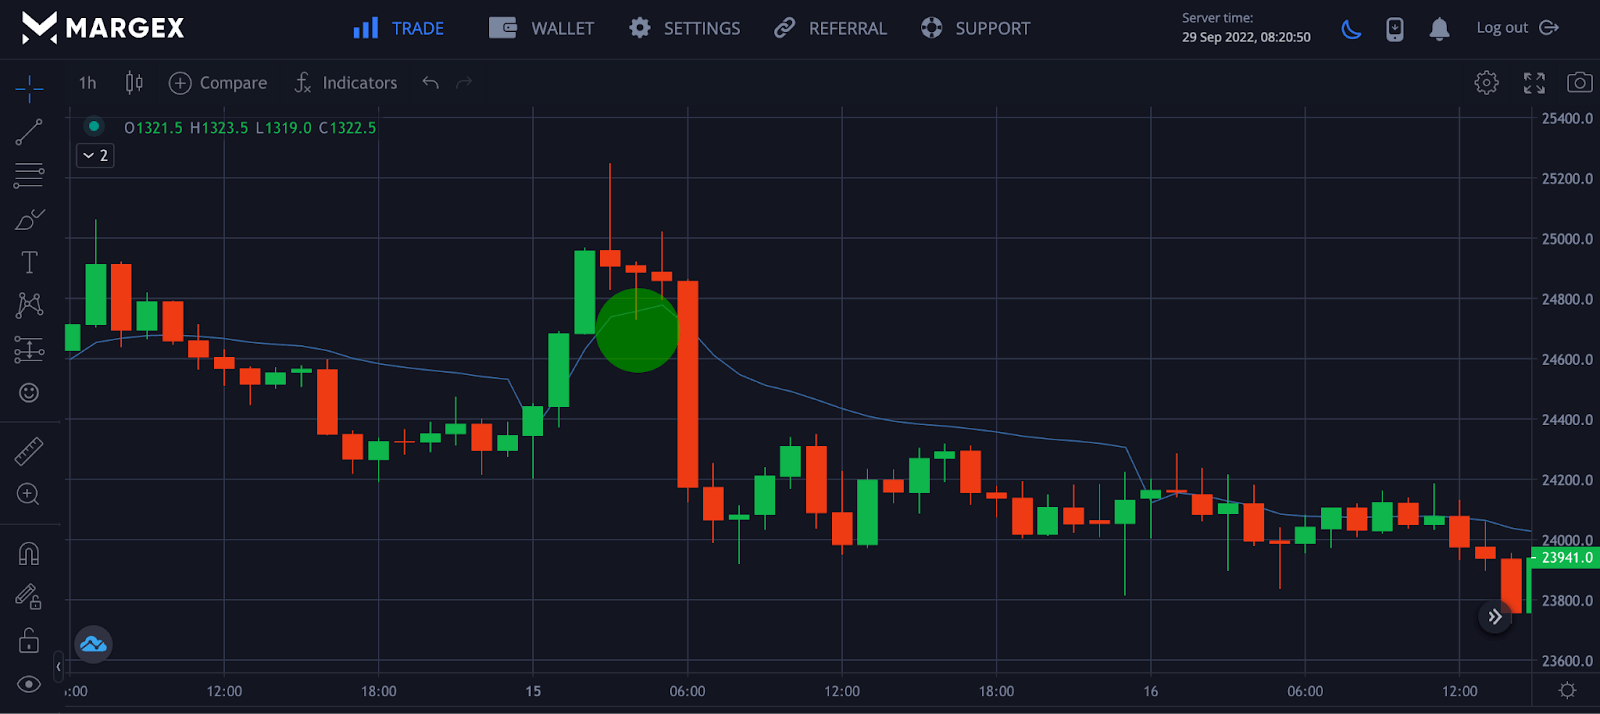 MARGEX TRADE WALLET SETTINGS REFERRAL SUPPORT Server time: Log out
29 Sep 2022, 08:20:50
1h Compare fx Indicators
O1321.5 H1323.5 L1319.0 C1322.5
2
25400.0
25200.0
25000.0
24800.0
24600.0
24400.0
24200.0
24000.0
23941.0
23800.0
23600.0
:00 12:00 18:00 15 06:00 12:00 18:00 16 06:00 12:00